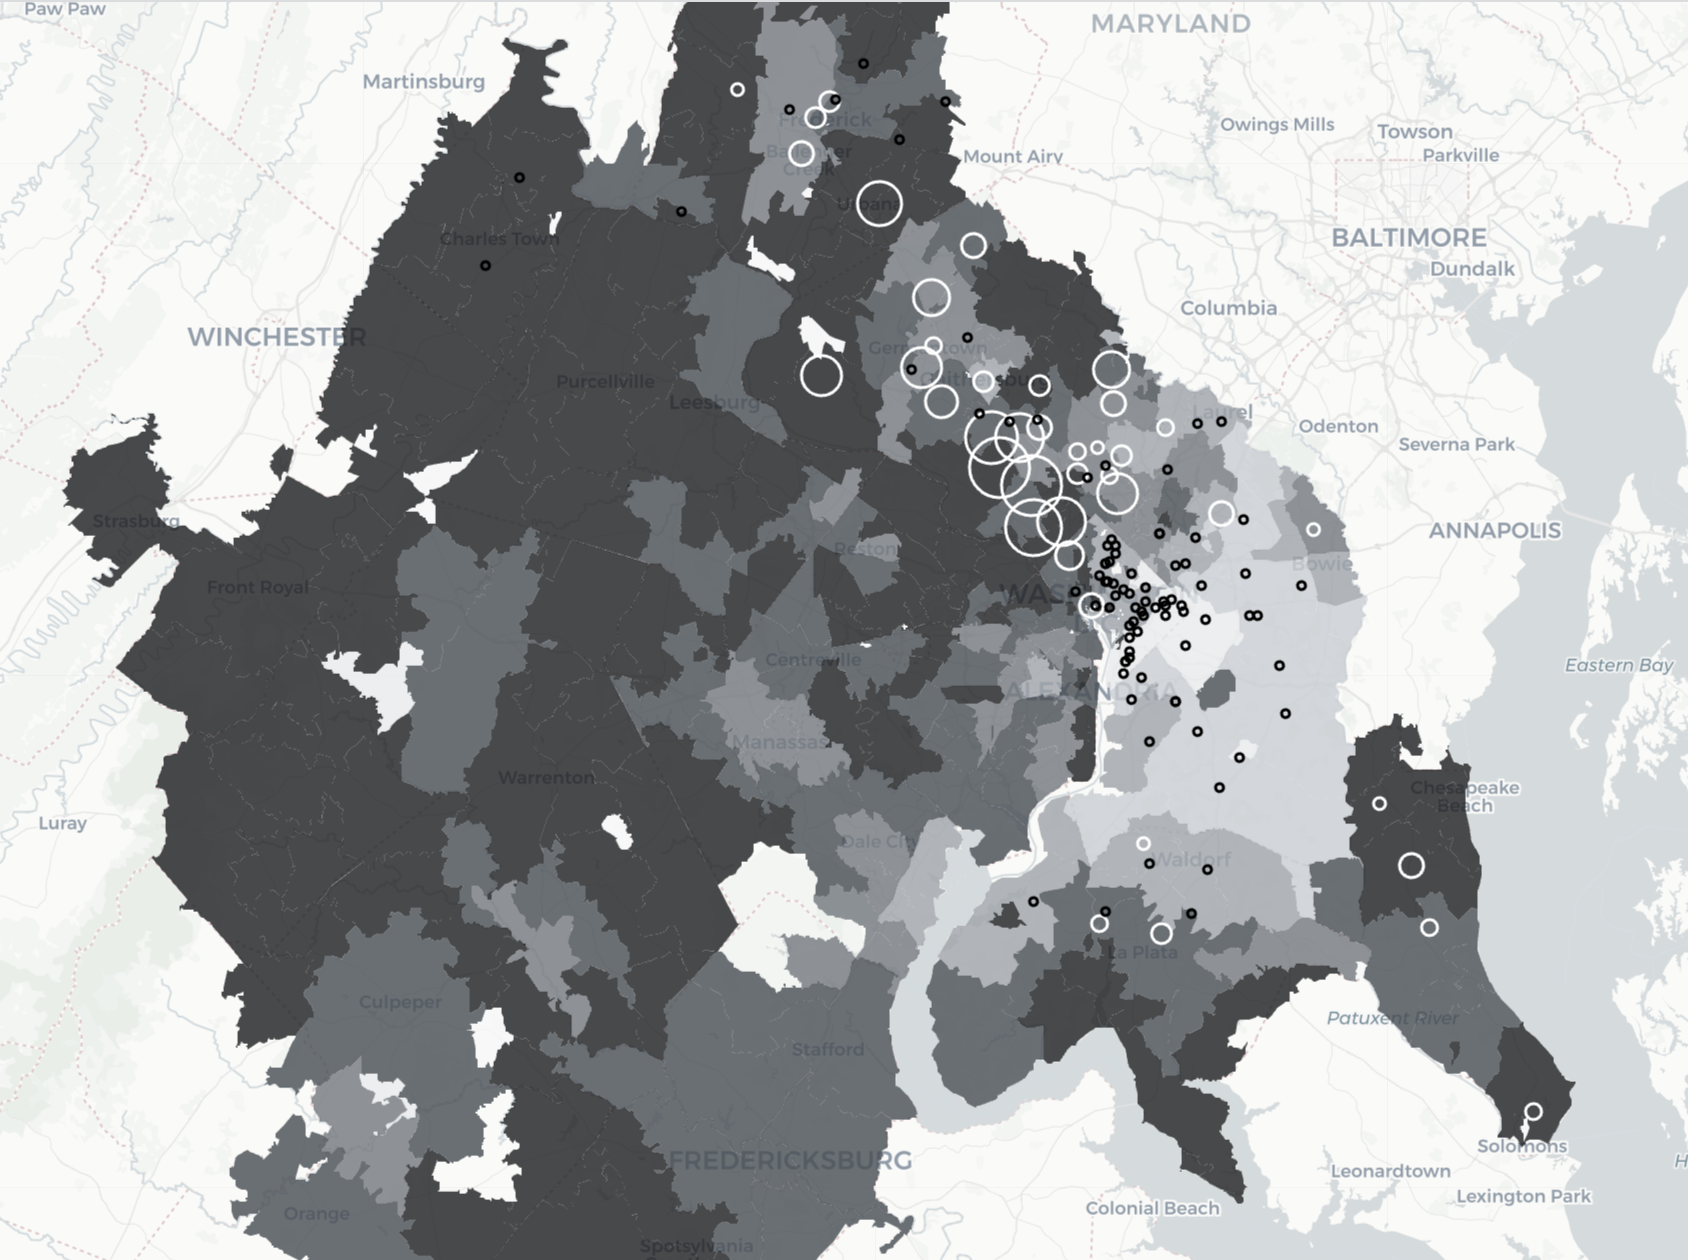 Paw Paw
MARYLAND
Martinsburg
Frederick
Owings Mills
Towson
Ballenger
Creek
Mount Airy
Parkville
Urbana
Charles Town
BALTIMORE
Dundalk
Columbia
WINCHESTER
Germantown
Gaithersburg
Purcellville
Leesburg
Laurel
Odenton
Severna Park
Strasburg
Reston
ANNAPOLIS
Bowie
Front Royal
Centreville
Eastern Bay
ALEXANDRIA
Manassas
Warrenton
Chesapeake
Beach
Luray
Dale City
Waldorf
La Plata
Culpeper
Patuxent River
Stafford
FREDERICKSBURG
Solomons
Leonardtown
Lexington Park
Colonial Beach
Orange
Spotsylvania